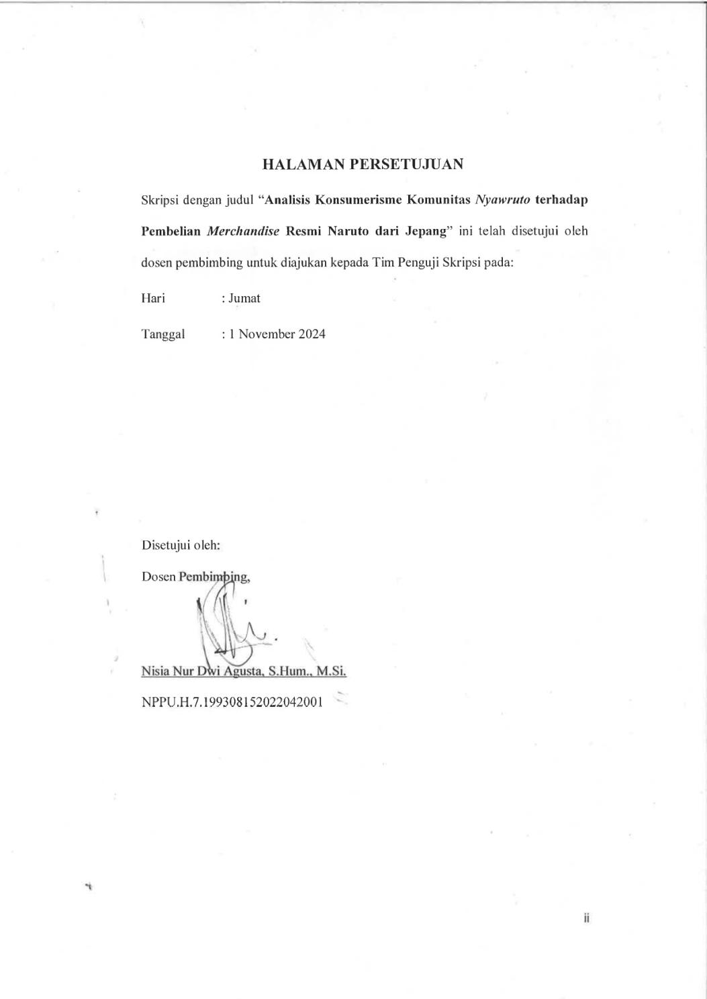 HALAMAN PERSETUJUAN
Skripsi dengan judul “Analisis Konsumerisme Komunitas Nyawruto terhadap
Pembelian Merchandise Resmi Naruto dari Jepang” ini telah disetujui oleh
dosen pembimbing untuk diajukan kepada Tim Penguji Skripsi pada:
Hari : Jumat
Tanggal : 1 November 2024
Disetujui oleh:
Dosen Pembimbing,
Nisia Nur Dwi Agusta, S.Hum., M.Si.
NPPU.H.7.199308152022042001
ii